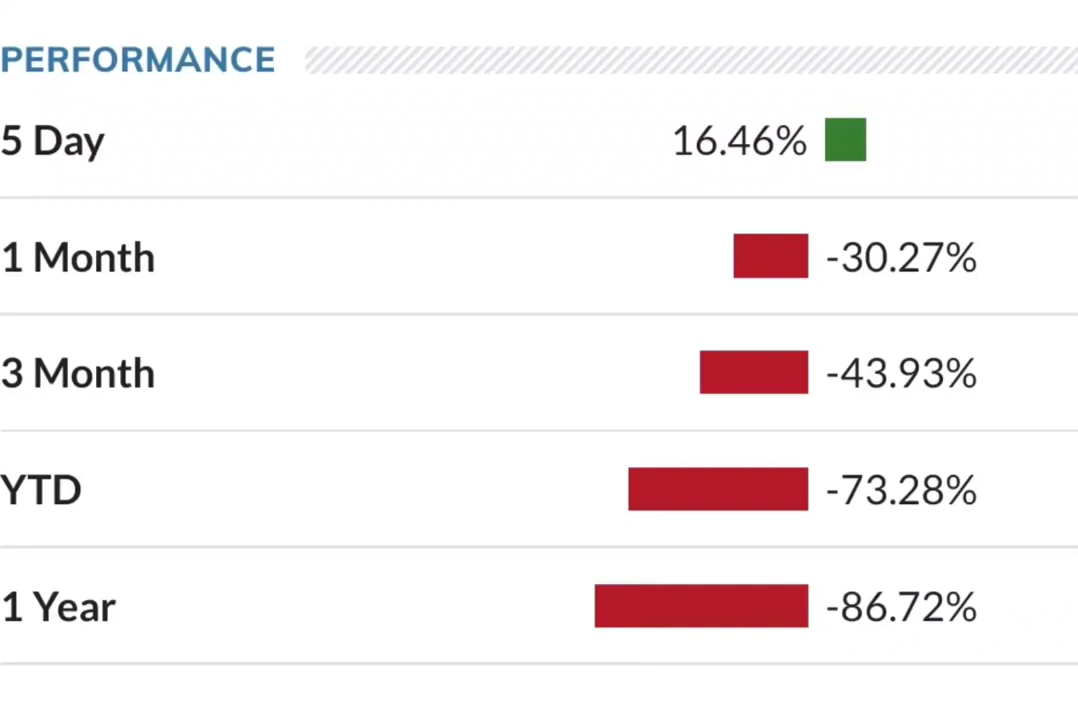 PERFORMANCE
5 Day 16.46%
1 Month -30.27%
3 Month -43.93%
YTD -73.28%
1 Year -86.72%